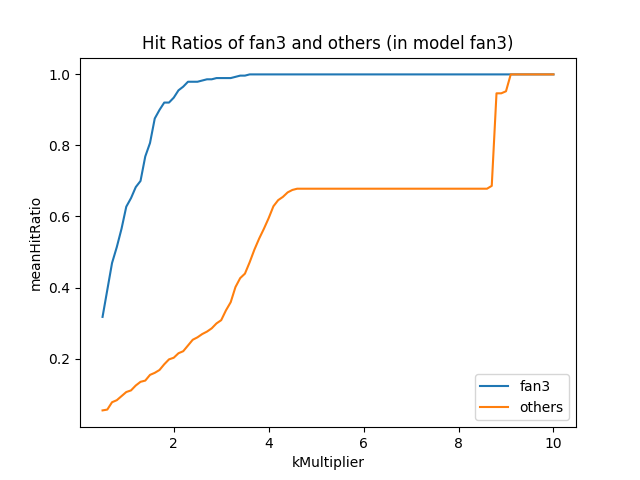 Hit Ratios of fan3 and others (in model fan3)
meanHitRatio
1.0
0.8
0.6
0.4
0.2
2
4
6
8
10
kMultiplier
fan3
others